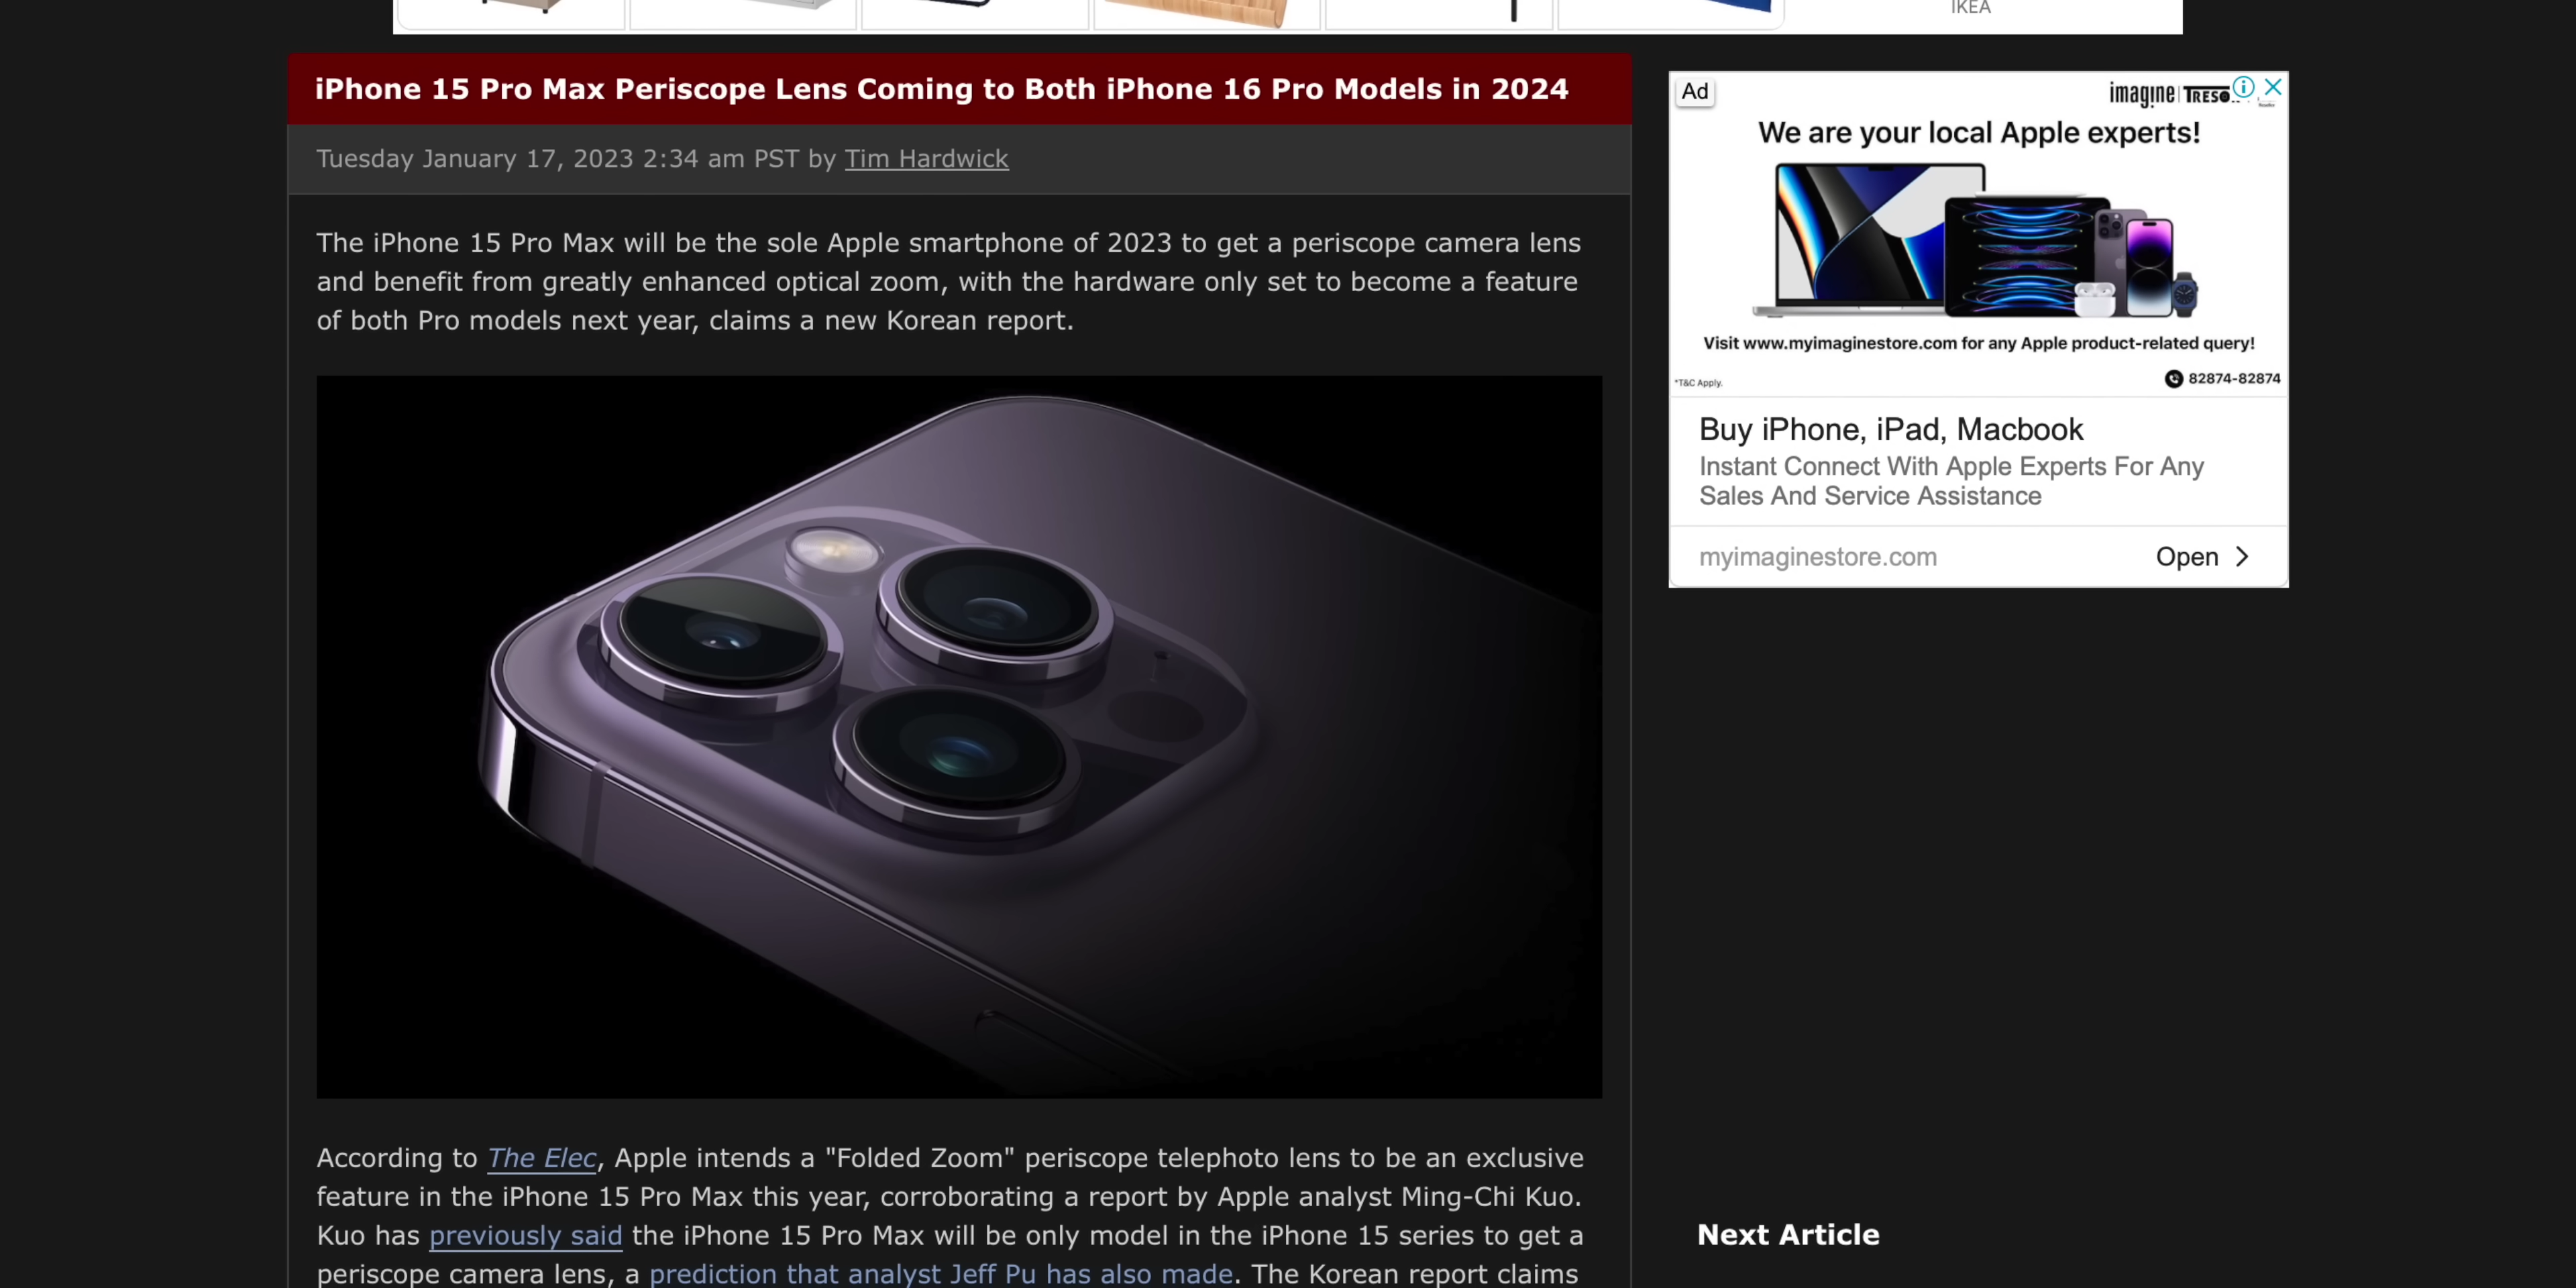 IKEA
iPhone 15 Pro Max Periscope Lens Coming to Both iPhone 16 Pro Models in 2024
Tuesday January 17, 2023 2:34 am PST by Tim Hardwick
The iPhone 15 Pro Max will be the sole Apple smartphone of 2023 to get a periscope camera lens
and benefit from greatly enhanced optical zoom, with the hardware only set to become a feature
of both Pro models next year, claims a new Korean report.
According to The Elec, Apple intends a "Folded Zoom" periscope telephoto lens to be an exclusive
feature in the iPhone 15 Pro Max this year, corroborating a report by Apple analyst Ming-Chi Kuo.
Kuo has previously said the iPhone 15 Pro Max will be only model in the iPhone 15 series to get a
periscope camera lens, a prediction that analyst Jeff Pu has also made. The Korean report claims
Ad
imagine
We are your local Apple experts!
Visit www.myimaginestore.com for any Apple product-related query!
*T&C Apply.
82874-82874
Buy iPhone, iPad, Macbook
Instant Connect With Apple Experts For Any
Sales And Service Assistance
myimaginestore.com
Open
Next Article